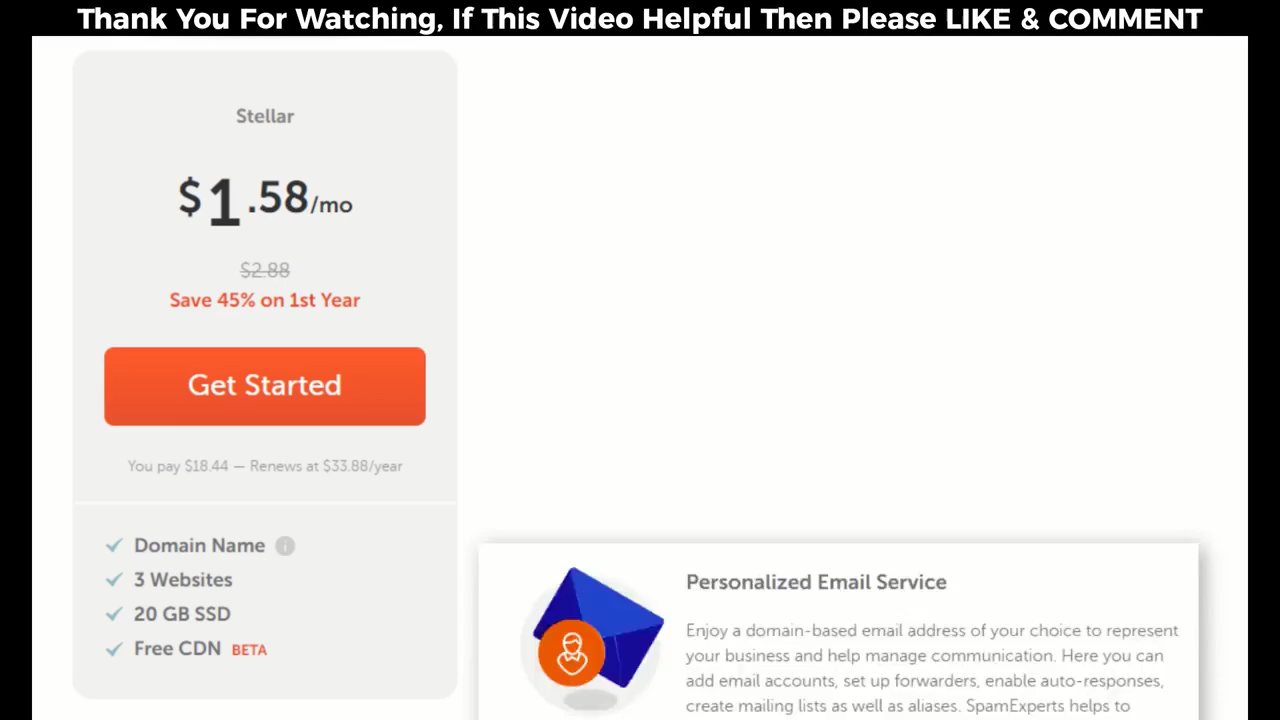 Thank You For Watching, If This Video Helpful Then Please LIKE & COMMENT
Stellar
$1.58/mo
$2.88
Save 45% on 1st Year
Get Started
You pay $18.44 — Renews at $33.88/year
Domain Name i
3 Websites
20 GB SSD
Free CDN BETA
Personalized Email Service
Enjoy a domain-based email address of your choice to represent
your business and help manage communication. Here you can
add email accounts, set up forwarders, enable auto-responses,
create mailing lists as well as aliases. SpamExperts helps to